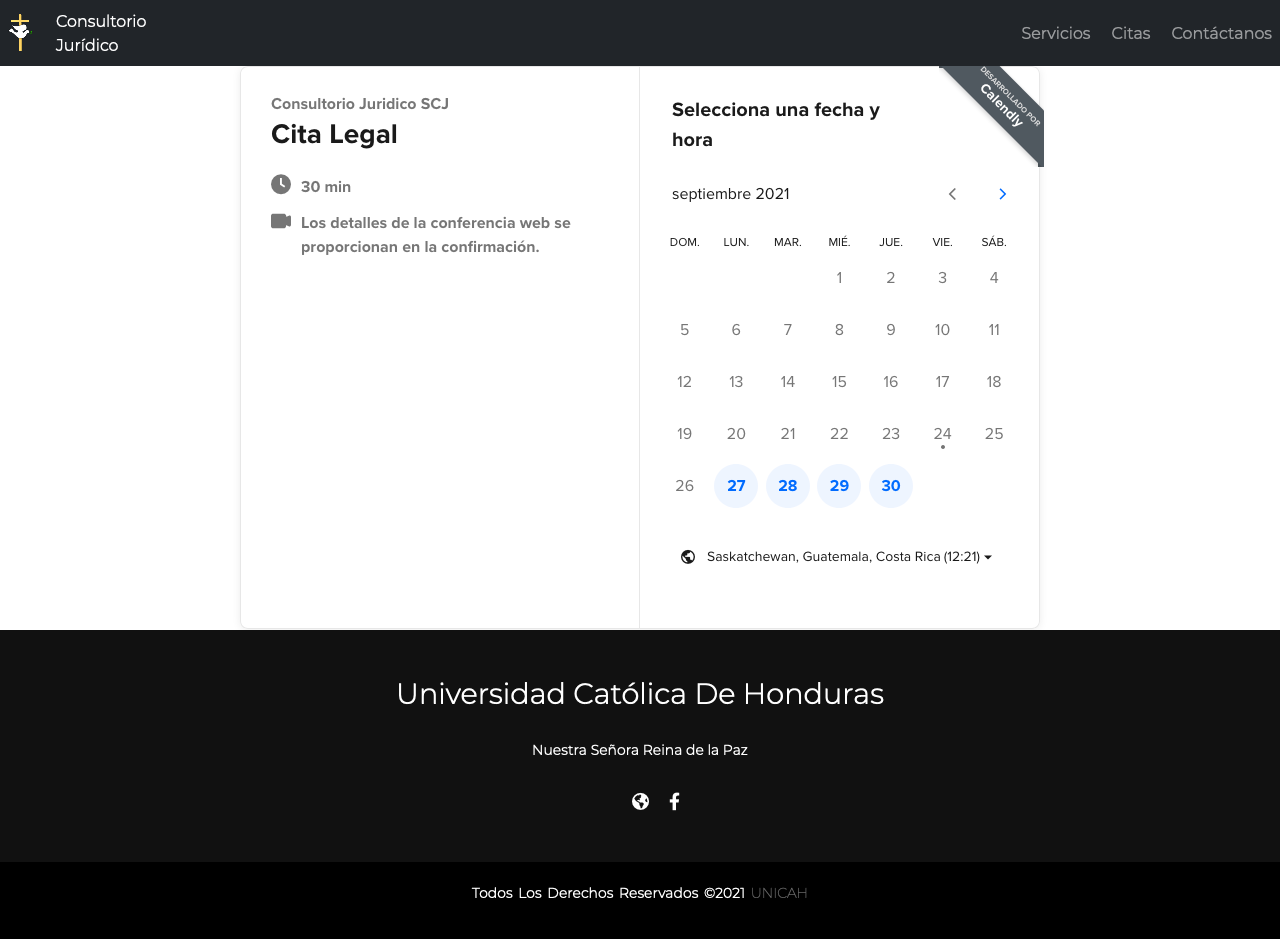 Consultorio
Jurídico
Servicios Citas Contáctanos
Consultorio Juridico SCJ
Cita Legal
30 min
Los detalles de la conferencia web se
proporcionan en la confirmación.
DESARROLLADO POR
Calendly
Selecciona una fecha y
hora
septiembre 2021
DOM. LUN. MAR. MIÉ. JUE. VIE. SÁB.
1 2 3 4
5 6 7 8 9 10 11
12 13 14 15 16 17 18
19 20 21 22 23 24 25
26 27 28 29 30
Saskatchewan, Guatemala, Costa Rica (12:21)
Universidad Católica De Honduras
Nuestra Señora Reina de la Paz
Todos Los Derechos Reservados ©2021 UNICAH